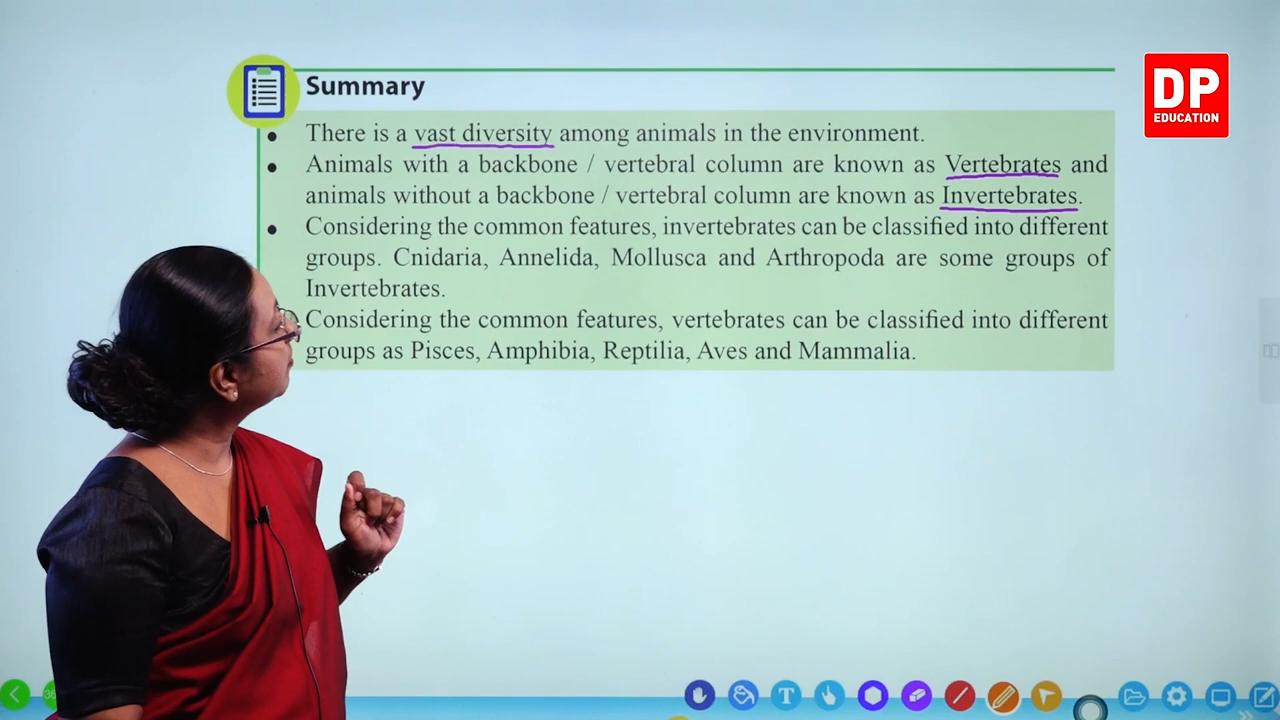 DP
EDUCATION
Summary
• There is a vast diversity among animals in the environment.
• Animals with a backbone / vertebral column are known as Vertebrates and
animals without a backbone / vertebral column are known as Invertebrates.
• Considering the common features, invertebrates can be classified into different
groups. Cnidaria, Annelida, Mollusca and Arthropoda are some groups of
Invertebrates.
Considering the common features, vertebrates can be classified into different
groups as Pisces, Amphibia, Reptilia, Aves and Mammalia.
36
T